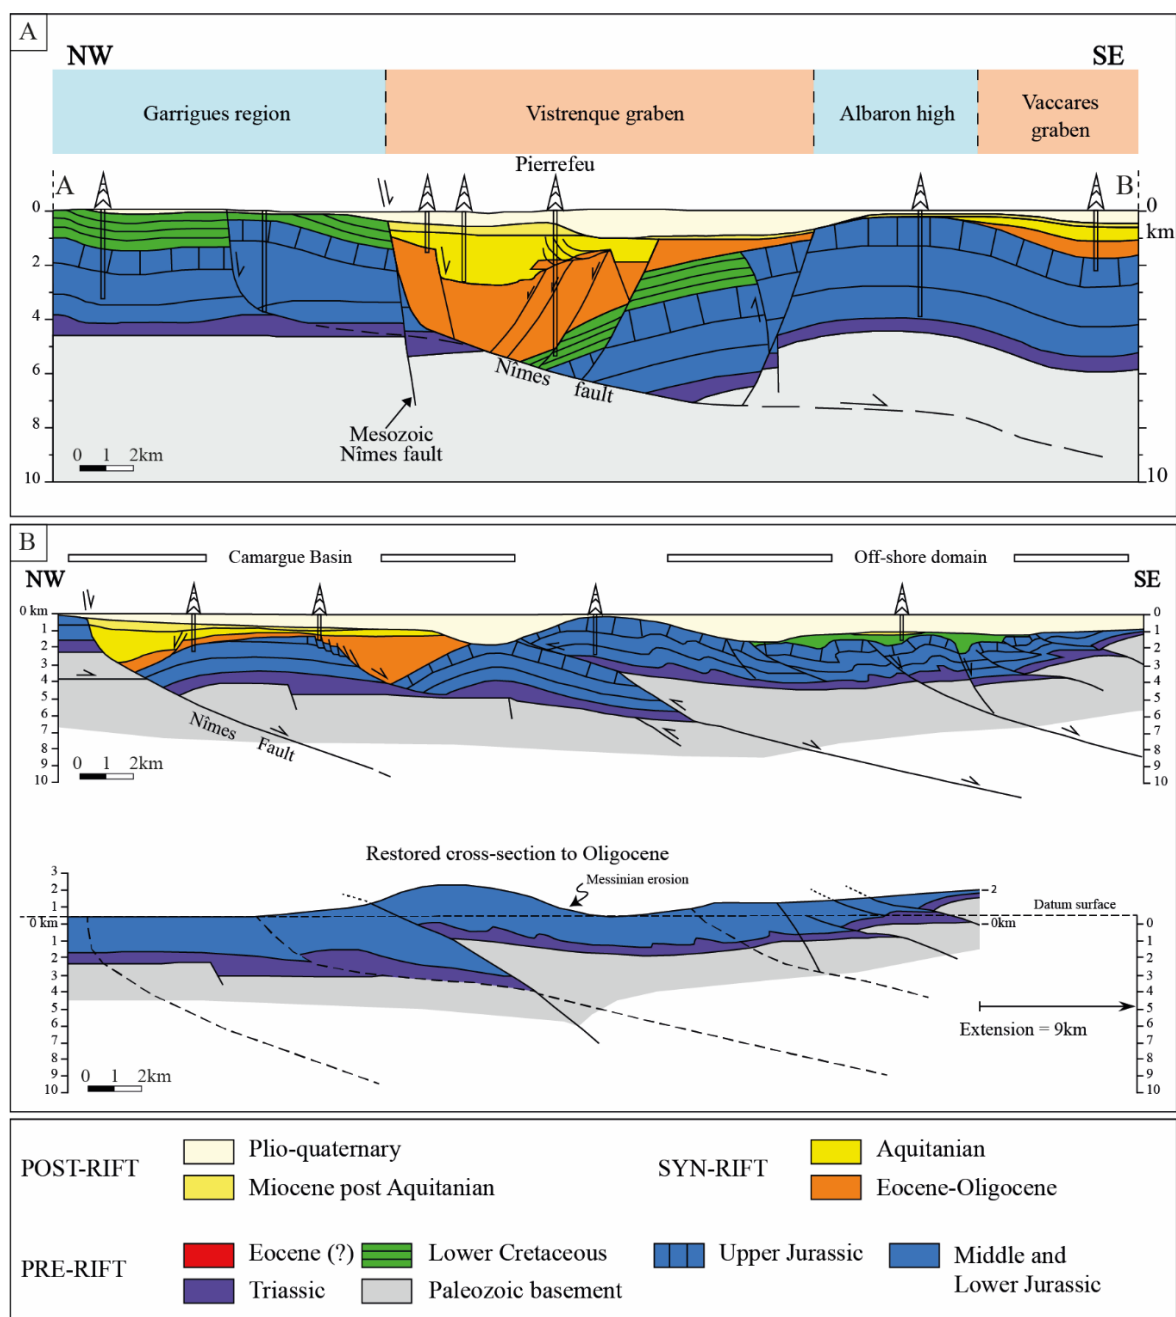 A
NW
SE
Garrigues region
Vistrenque graben
Albaron high
Vaccares
graben
Pierrefeu
A
B
0
2
4
6
8
10
0
km
2
4
6
8
10
Nîmes fault
Mesozoic
Nîmes fault
0 1 2km
B
Camargue Basin
Off-shore domain
NW
SE
0 km
1
2
3
4
5
6
7
8
9
10
0
1
2
3
4
5
6
7
8
9
10
Nîmes Fault
0 1 2km
Restored cross-section to Oligocene
Messinian erosion
3
2
1
0 km
1
2
3
4
5
6
7
8
9
10
2
0km
Datum surface
0
1
2
3
4
5
6
7
8
9
10
Extension = 9km
0 1 2km
POST-RIFT
Plio-quaternary
Miocene post Aquitanian
SYN-RIFT
Aquitanian
Eocene-Oligocene
PRE-RIFT
Eocene (?)
Lower Cretaceous
Upper Jurassic
Middle and
Lower Jurassic
Triassic
Paleozoic basement